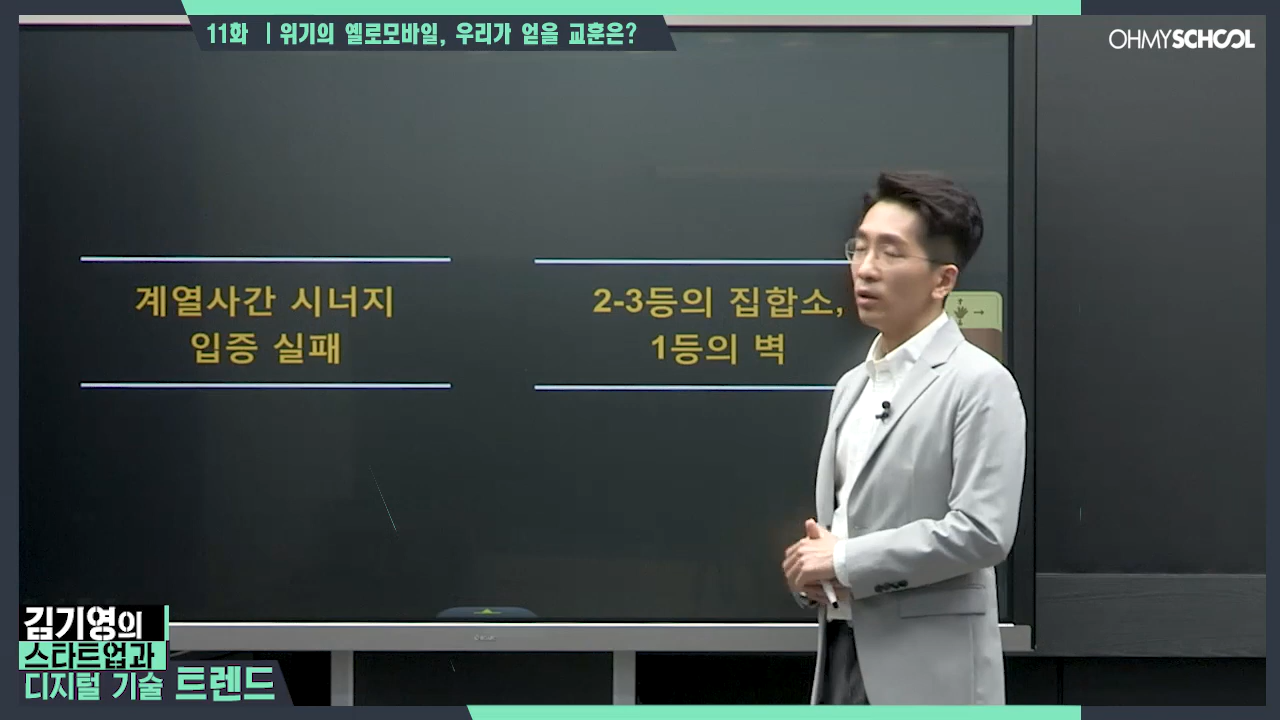 11화 | 위기의 옐로모바일, 우리가 얻을 교훈은?
OHMYSCHOOL
계열사간 시너지
입증 실패
2-3등의 집합소,
1등의 벽
김기영의
스타트업과
디지털 기술 트렌드